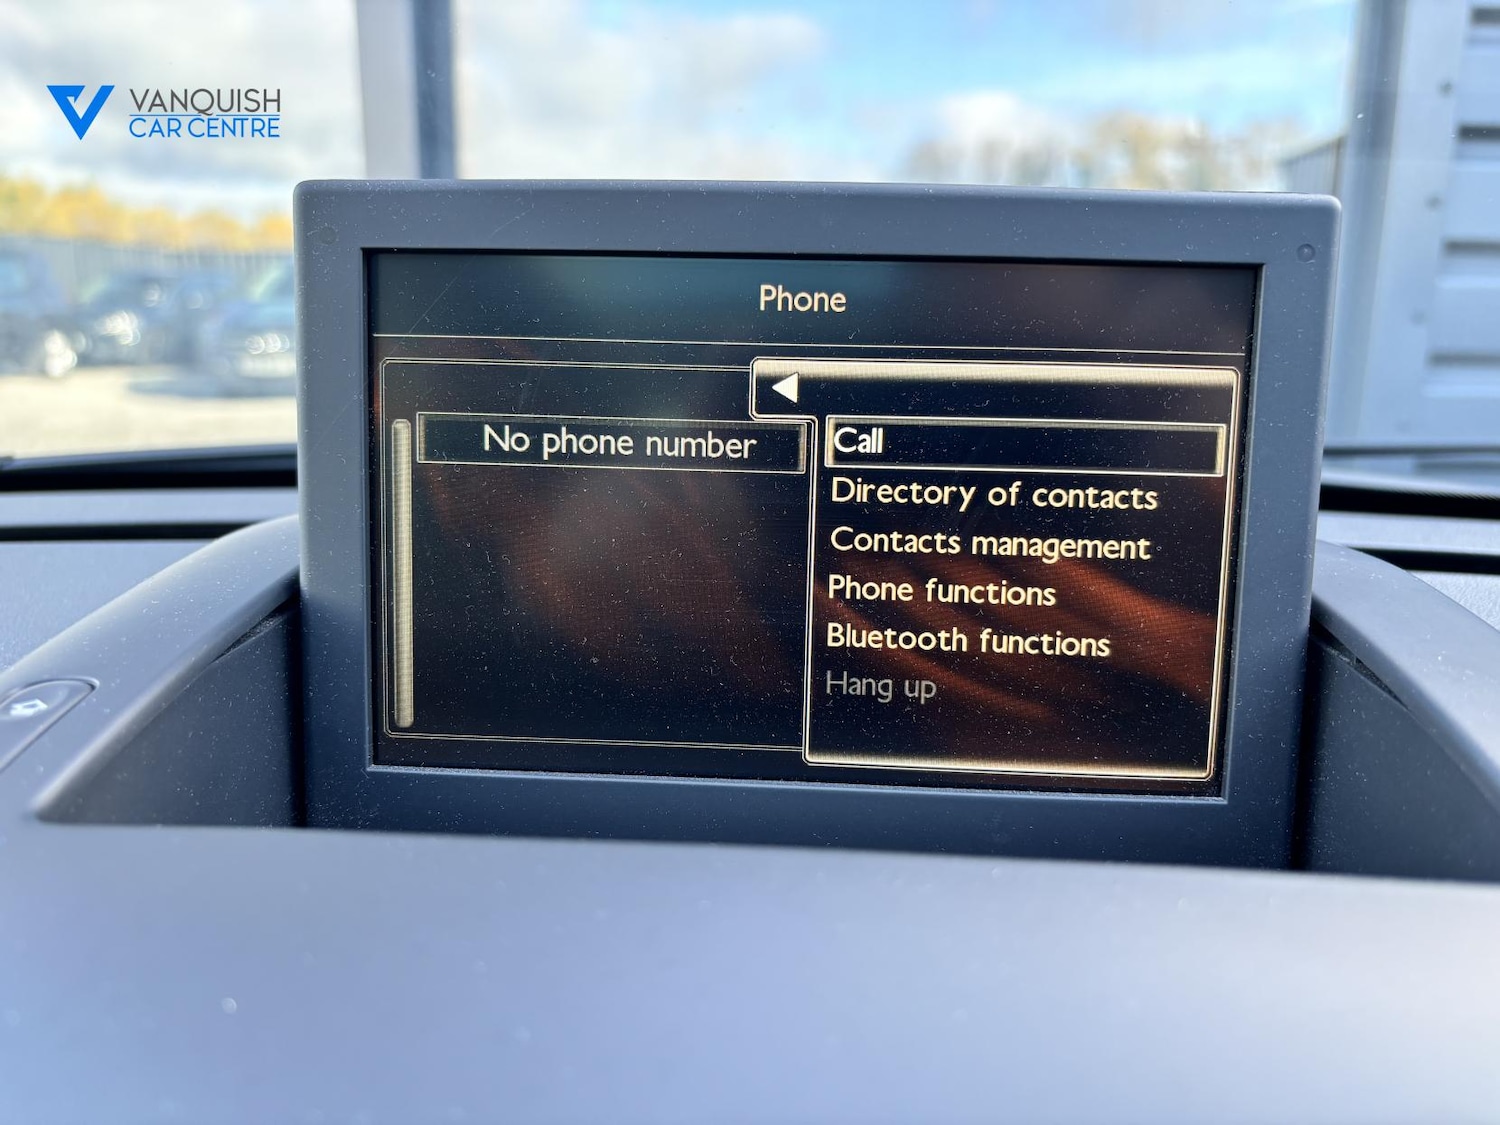 VANQUISH
CAR CENTRE
Phone
No phone number
Call
Directory of contacts
Contacts management
Phone functions
Bluetooth functions
Hang up